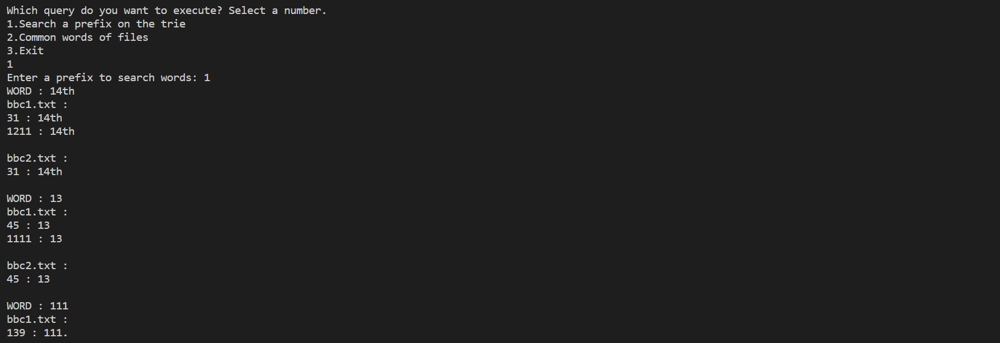 Which query do you want to execute? Select a number.
1.Search a prefix on the trie
2.Common words of files
3.Exit
1
Enter a prefix to search words: 1
WORD : 14th
bbc1.txt :
31 : 14th
1211 : 14th

bbc2.txt :
31 : 14th

WORD : 13
bbc1.txt :
45 : 13
1111 : 13

bbc2.txt :
45 : 13

WORD : 111
bbc1.txt :
139 : 111.